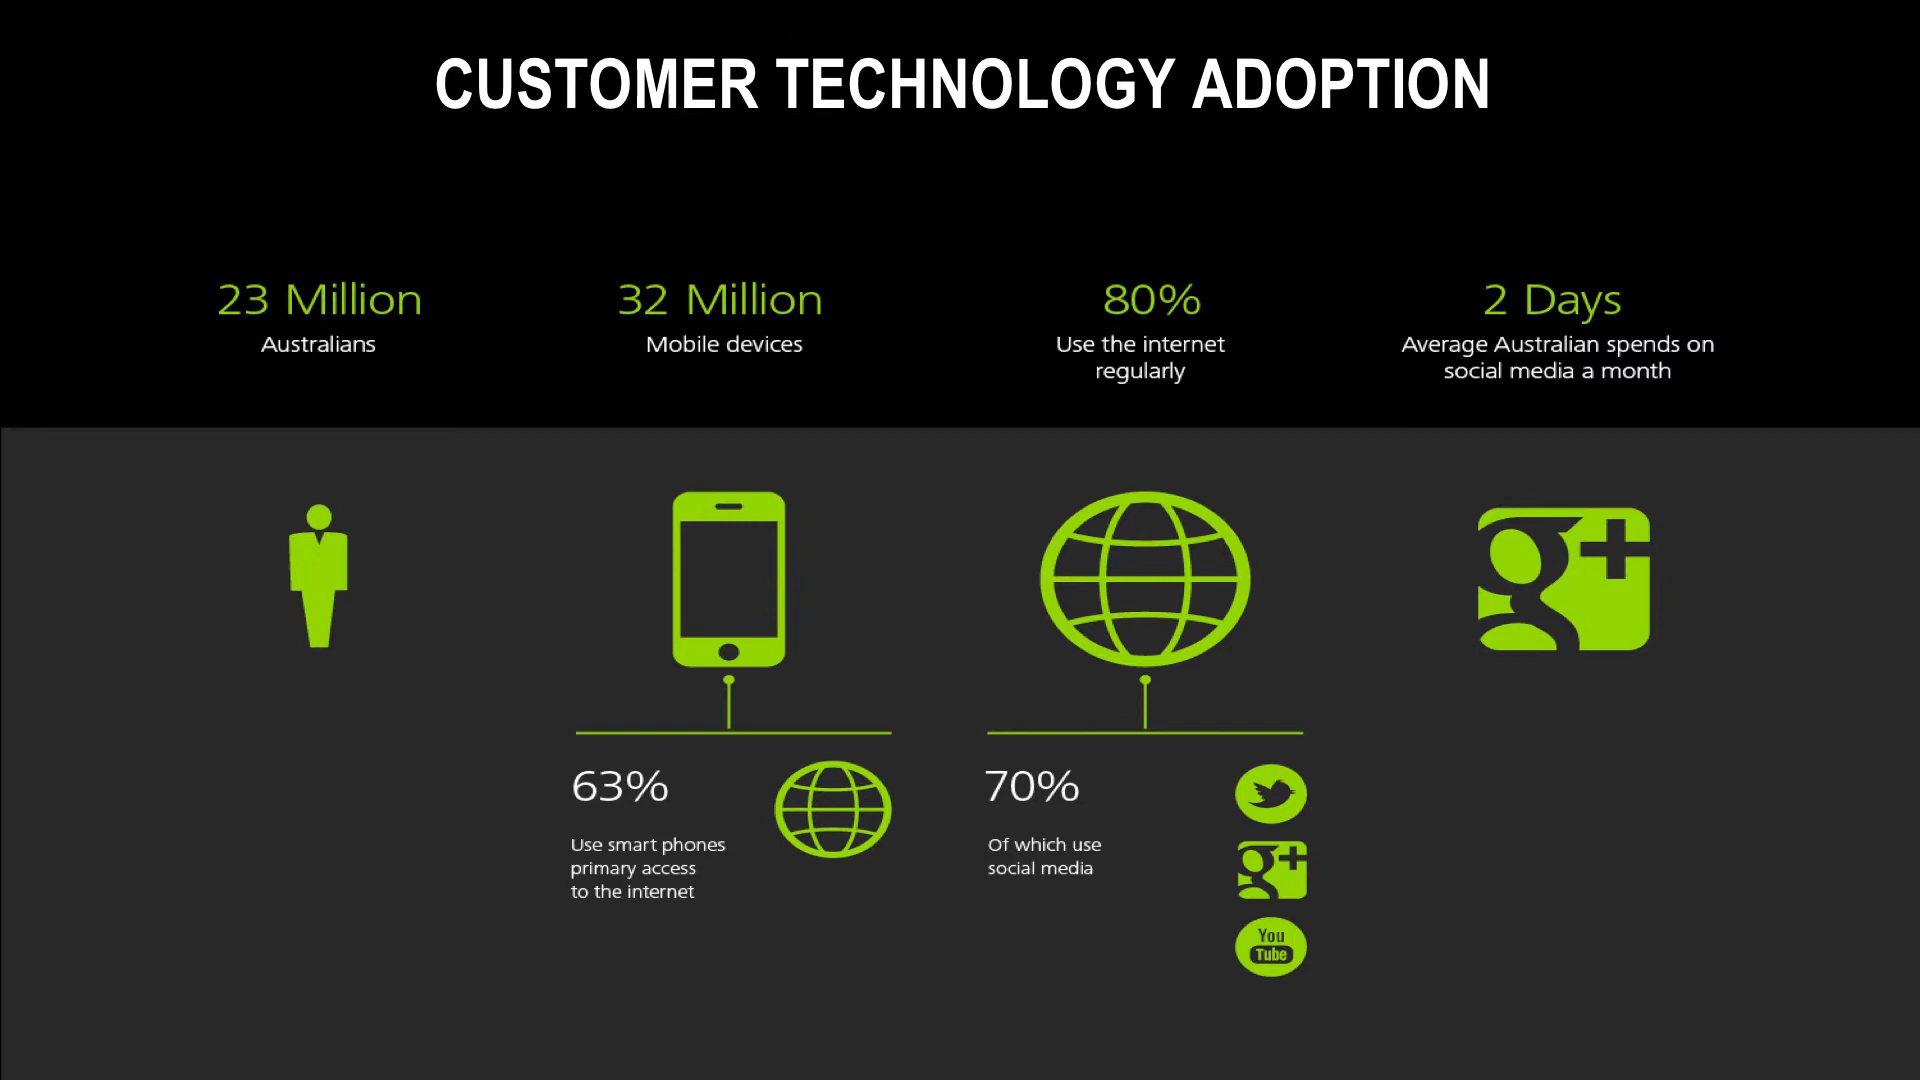 CUSTOMER TECHNOLOGY ADOPTION
23 Million
Australians
32 Million
Mobile devices
80%
Use the internet
regularly
2 Days
Average Australian spends on
social media a month
g+
63%
Use smart phones
primary access
to the internet
70%
Of which use
social media
g+
You
Tube